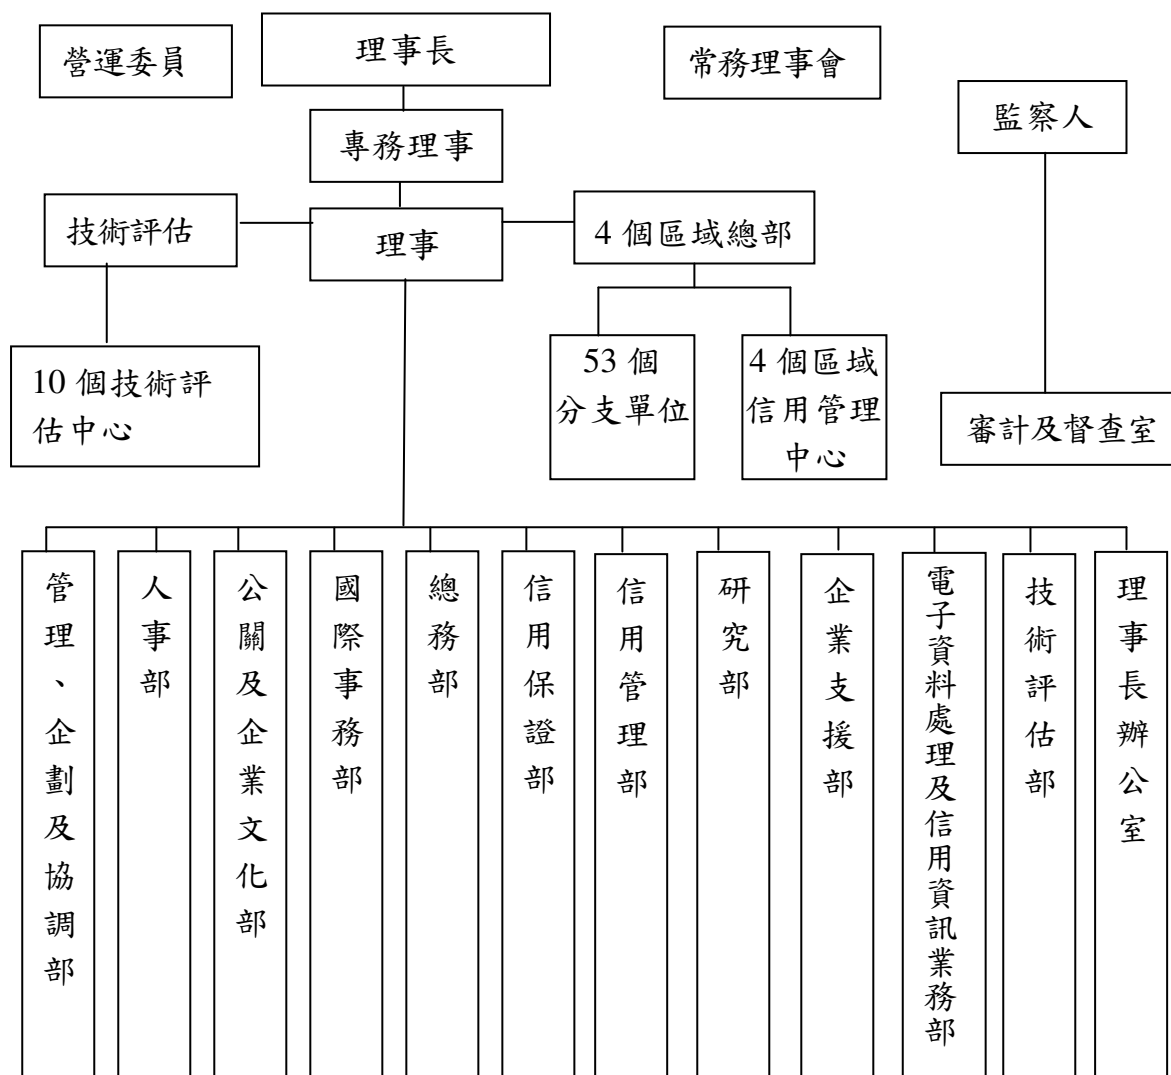 營運委員
理事長
常務理事會
監察人
專務理事
技術評估
理事
4 個區域總部
10 個技術評
估中心
53 個
分支單位
4 個區域
信用管理
中心
審計及督查室
管理、企劃及協調部
人事部
公關及企業文化部
國際事務部
總務部
信用保證部
信用管理部
研究部
企業支援部
電子資料處理及信用資訊業務部
技術評估部
理事長辦公室